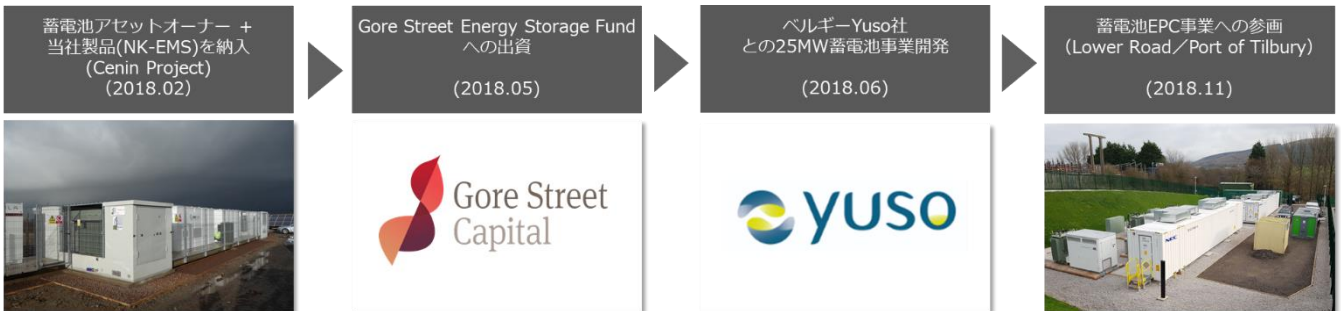 蓄電池アセットオーナー +
当社製品(NK-EMS)を納入
(Cenin Project)
(2018.02)
Gore Street Energy Storage Fund
への出資
(2018.05)
ベルギーYuso社
との25MW蓄電池事業開発
(2018.06)
蓄電池EPC事業への参画
(Lower Road／Port of Tilbury)
(2018.11)
Gore Street
Capital
YUSO
NEC